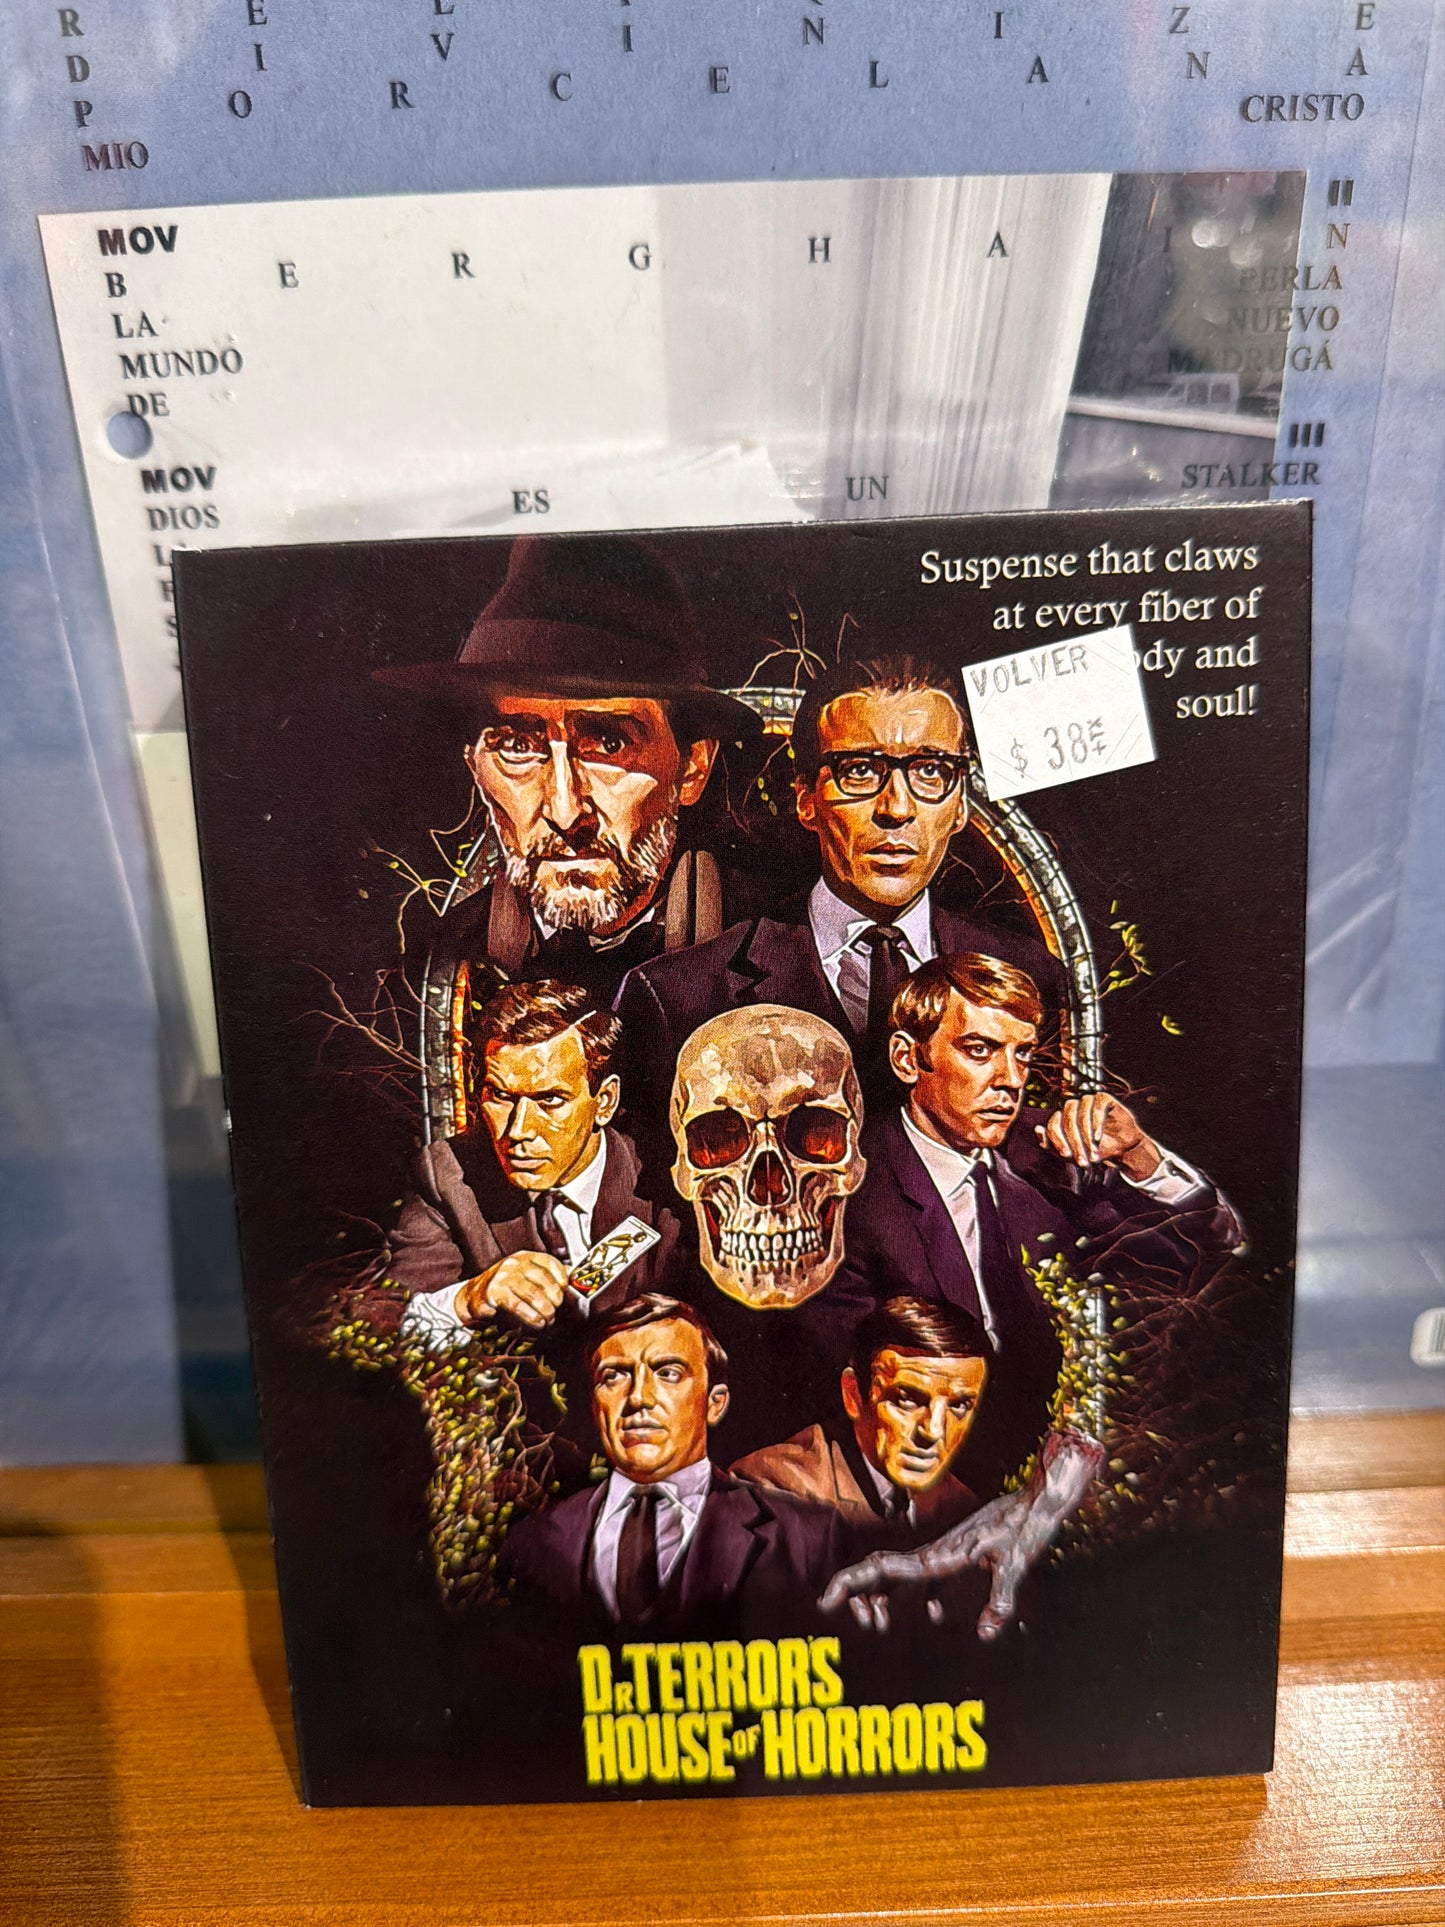 R E L I Q I Z E
D I V I N I N A
P O R C E L A N
MIO CRISTO
MOV II
B E R G H A I N
LA PERLA
MUNDO NUEVO
DE MADRUGÁ
MOV III
DIOS ES UN STALKER
Suspense that claws
at every fiber of
body and
soul!
VOLVER
$ 38
DR TERROR'S
HOUSE OF HORRORS